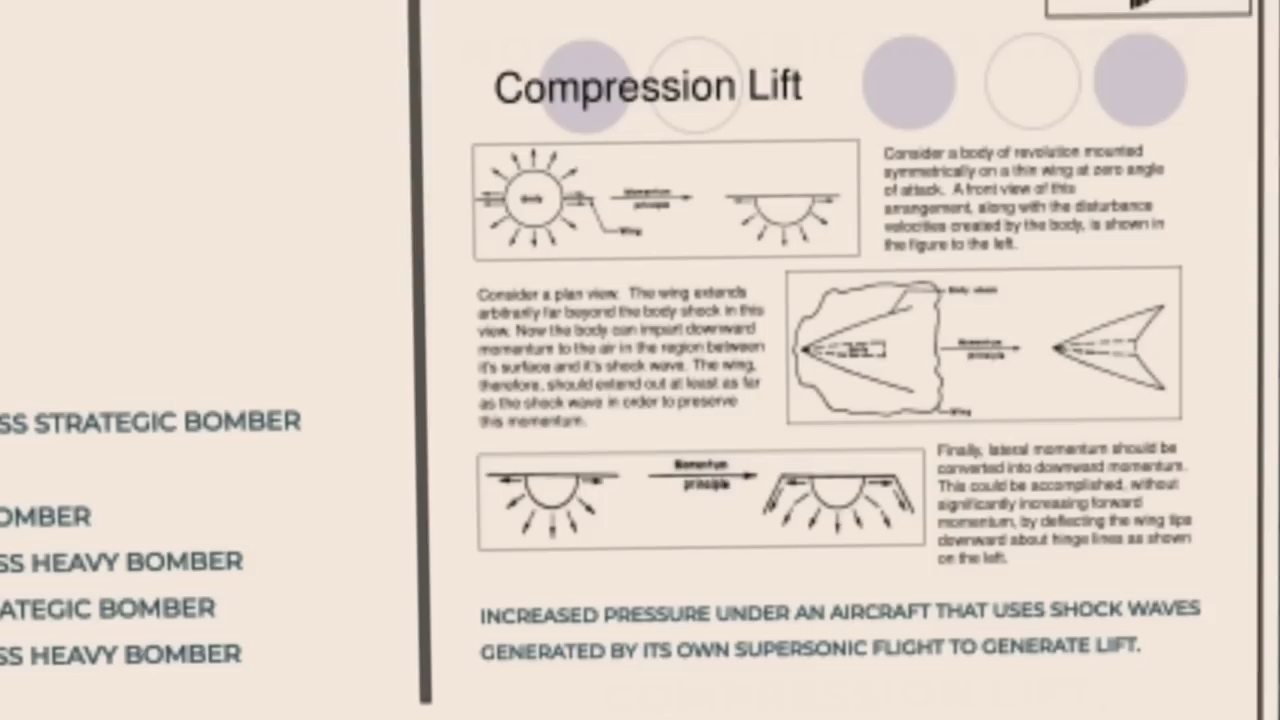 SS STRATEGIC BOMBER
OMBER
SS HEAVY BOMBER
ATEGIC BOMBER
SS HEAVY BOMBER
Compression Lift
Body
Wing
Momentum
principle
Consider a body of revolution mounted
symmetrically on a thin wing at zero angle
of attack. A front view of this
arrangement, along with the disturbance
velocities created by the body, is shown in
the figure to the left.
Consider a plan view. The wing extends
arbitrarily far beyond the body shock in this
view. Now the body can impart downward
momentum to the air in the region between
it's surface and it's shock wave. The wing,
therefore, should extend out at least as far
as the shock wave in order to preserve
this momentum.
Body shock
Momentum
principle
Wing
Momentum
principle
Finally, lateral momentum should be
converted into downward momentum.
This could be accomplished, without
significantly increasing forward
momentum, by deflecting the wing tips
downward about hinge lines as shown
on the left.
INCREASED PRESSURE UNDER AN AIRCRAFT THAT USES SHOCK WAVES
GENERATED BY ITS OWN SUPERSONIC FLIGHT TO GENERATE LIFT.